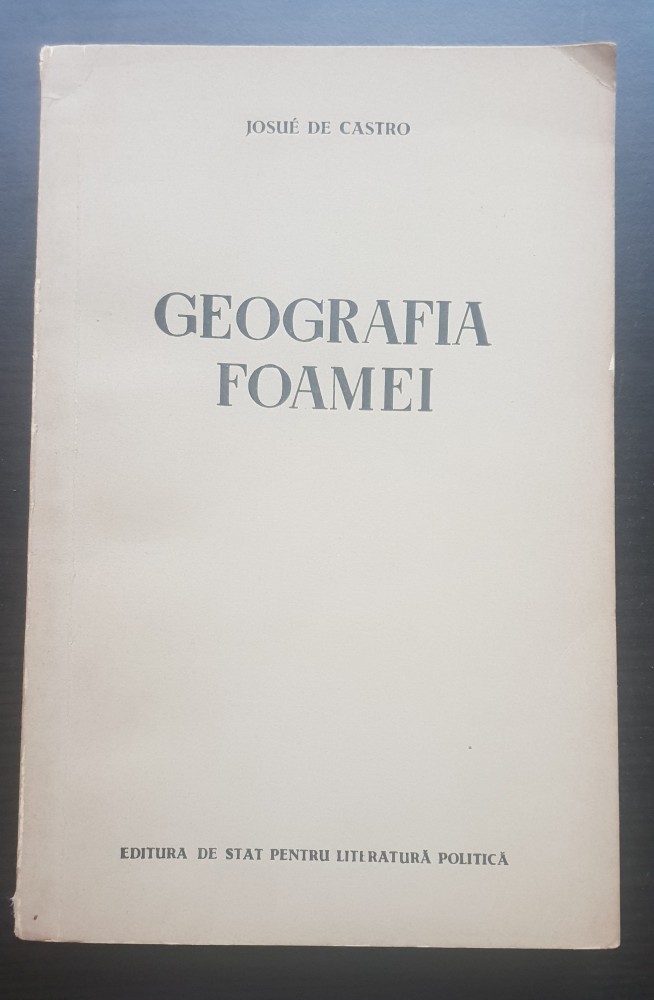 JOSUÉ DE CASTRO
GEOGRAFIA
FOAMEI
EDITURA DE STAT PENTRU LITERATURĂ POLITICĂ